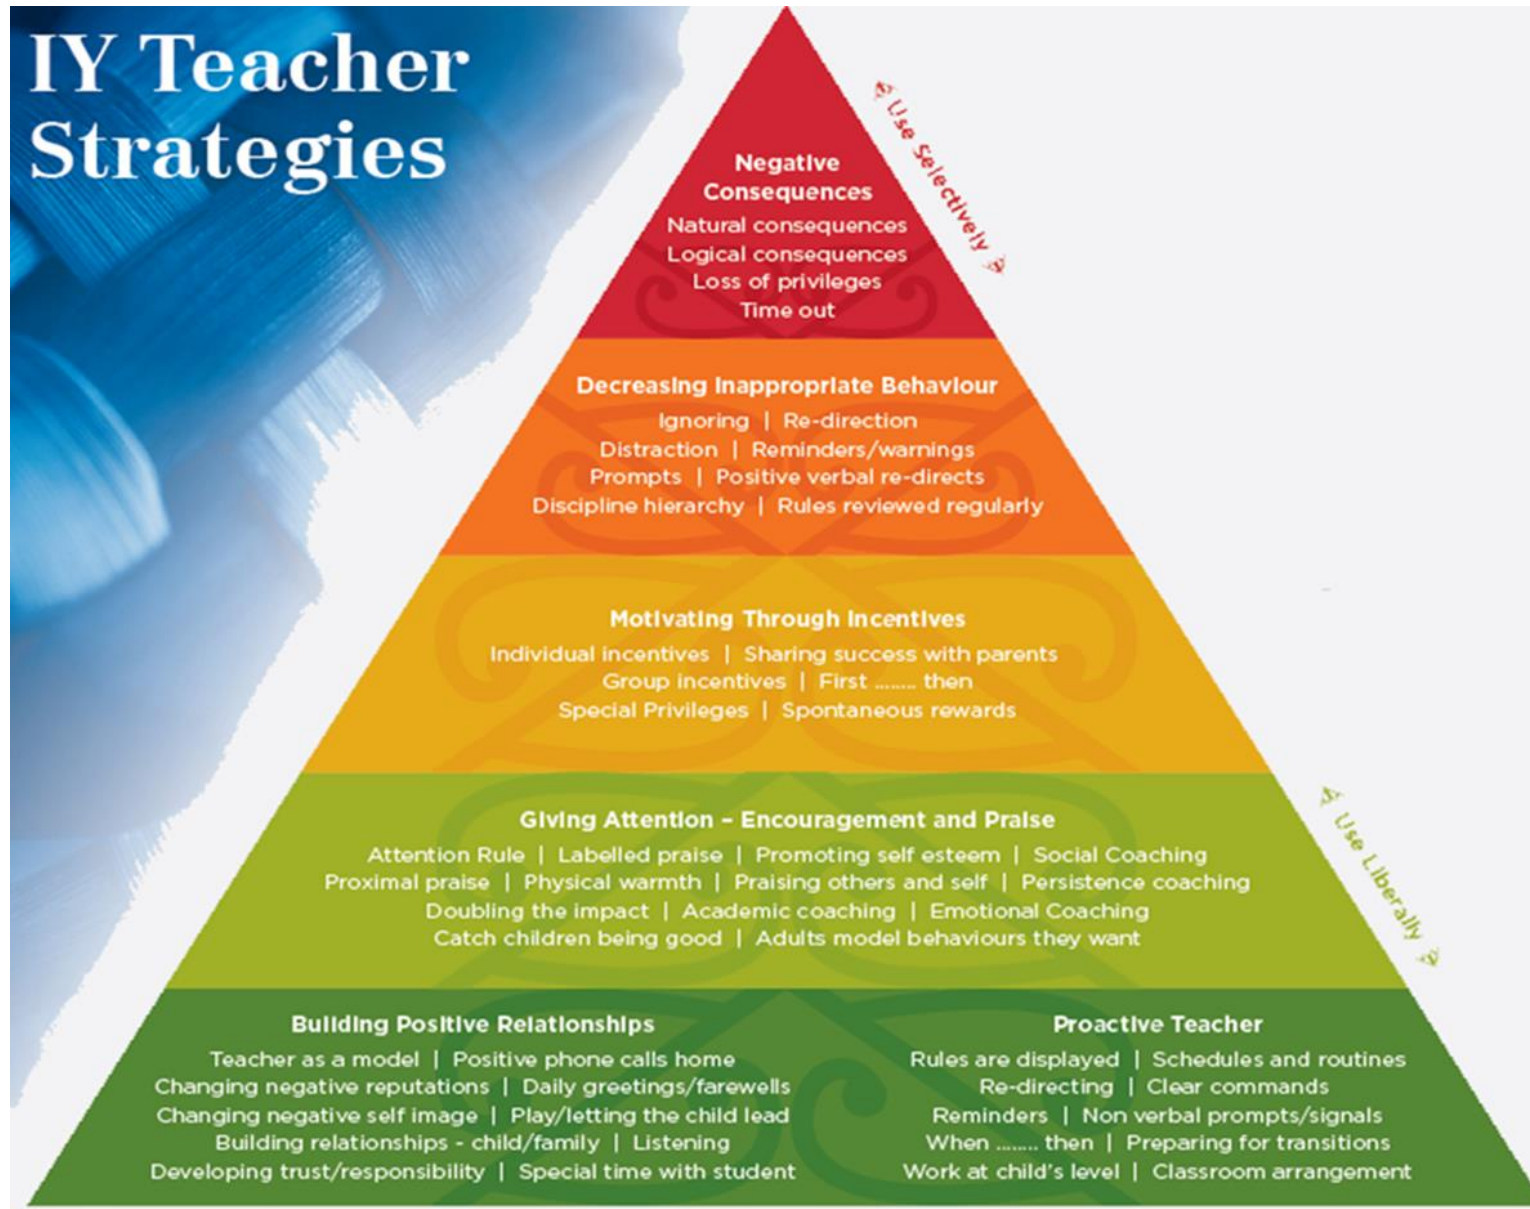 IY Teacher
Strategies
Use Selectively
Negative
Consequences
Natural consequences
Logical consequences
Loss of privileges
Time out
Decreasing Inappropriate Behaviour
Ignoring | Re-direction
Distraction | Reminders/warnings
Prompts | Positive verbal re-directs
Discipline hierarchy | Rules reviewed regularly
Motivating Through Incentives
Individual incentives | Sharing success with parents
Group incentives | First ........ then
Special Privileges | Spontaneous rewards
Use Liberally
Giving Attention – Encouragement and Praise
Attention Rule | Labelled praise | Promoting self esteem | Social Coaching
Proximal praise | Physical warmth | Praising others and self | Persistence coaching
Doubling the impact | Academic coaching | Emotional Coaching
Catch children being good | Adults model behaviours they want
Building Positive Relationships
Teacher as a model | Positive phone calls home
Changing negative reputations | Daily greetings/farewells
Changing negative self image | Play/letting the child lead
Building relationships - child/family | Listening
Developing trust/responsibility | Special time with student
Proactive Teacher
Rules are displayed | Schedules and routines
Re-directing | Clear commands
Reminders | Non verbal prompts/signals
When ........ then | Preparing for transitions
Work at child's level | Classroom arrangement